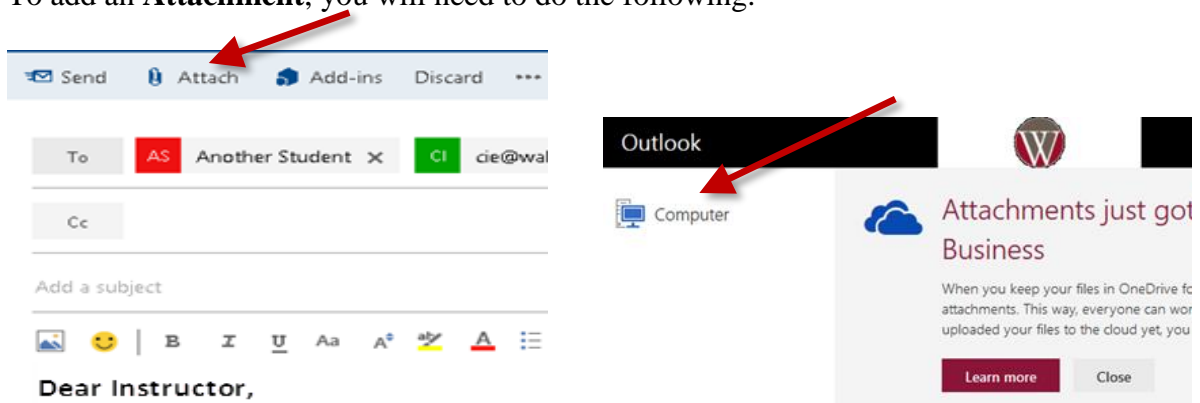 To add an Attachment, you will need to do the following:
Send Attach Add-ins Discard ...
To AS Another Student × CI cie@wal
Cc
Add a subject
B I U Aa A abc A
Dear Instructor,
Outlook W
Computer
Attachments just got
Business
When you keep your files in OneDrive fo
attachments. This way, everyone can wor
uploaded your files to the cloud yet, you
Learn more Close